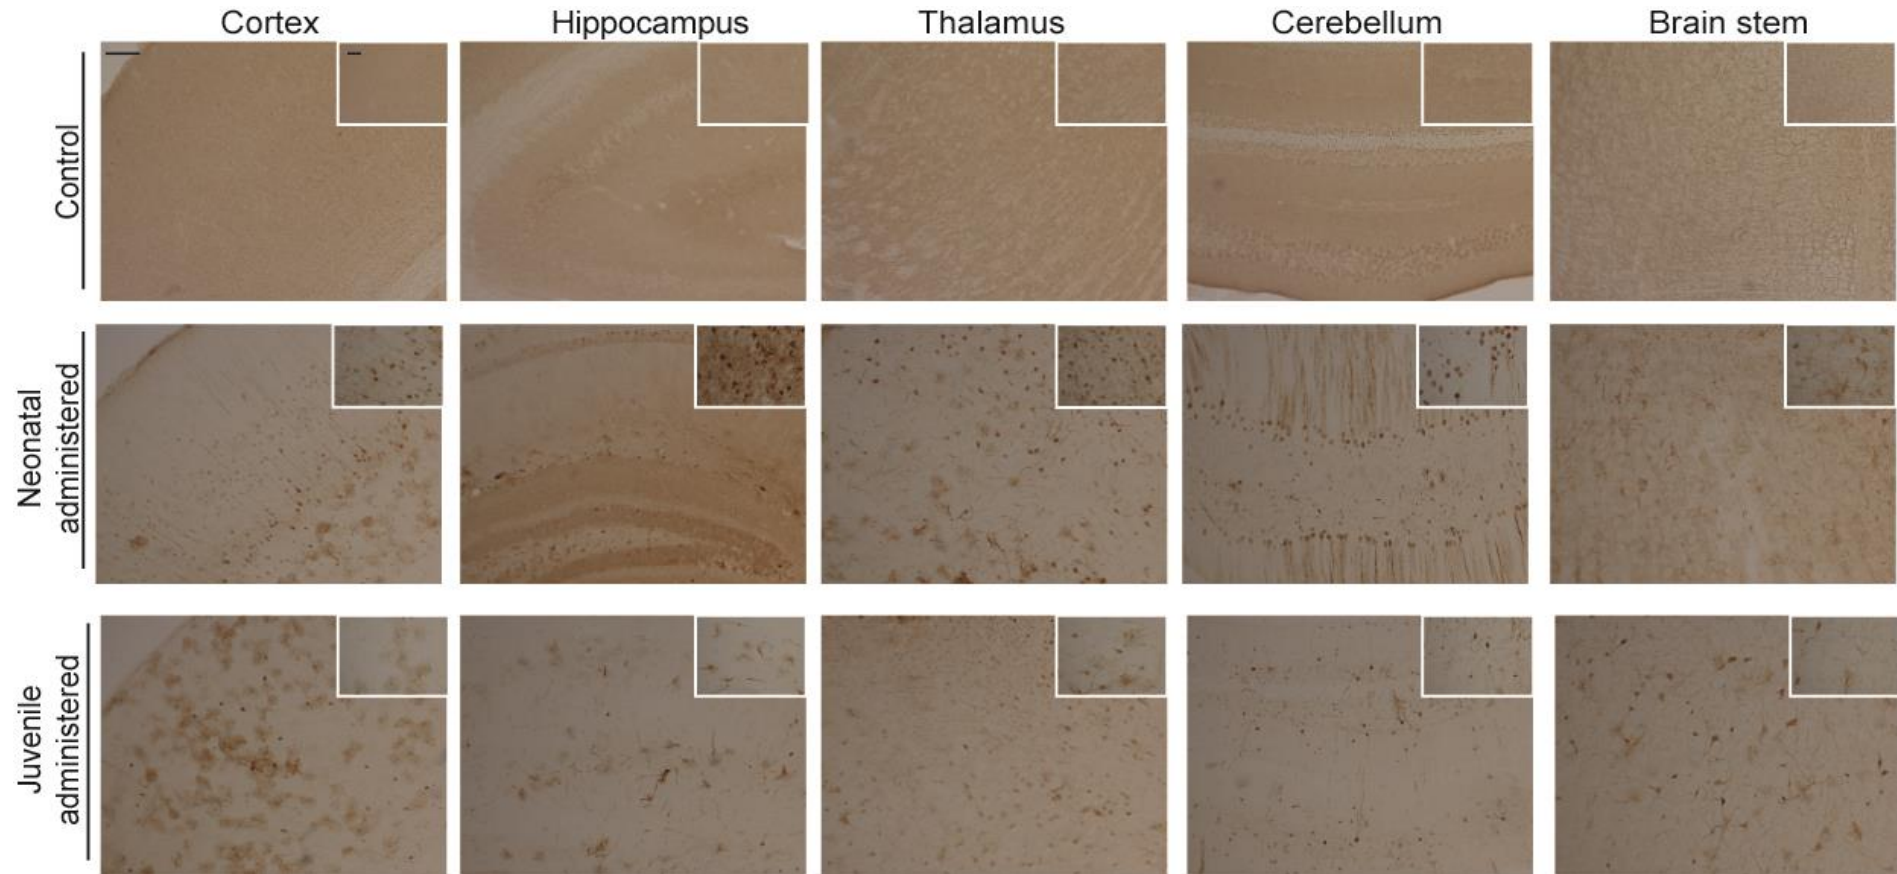 Cortex
Hippocampus
Thalamus
Cerebellum
Brain stem
Control
Neonatal
administered
Juvenile
administered